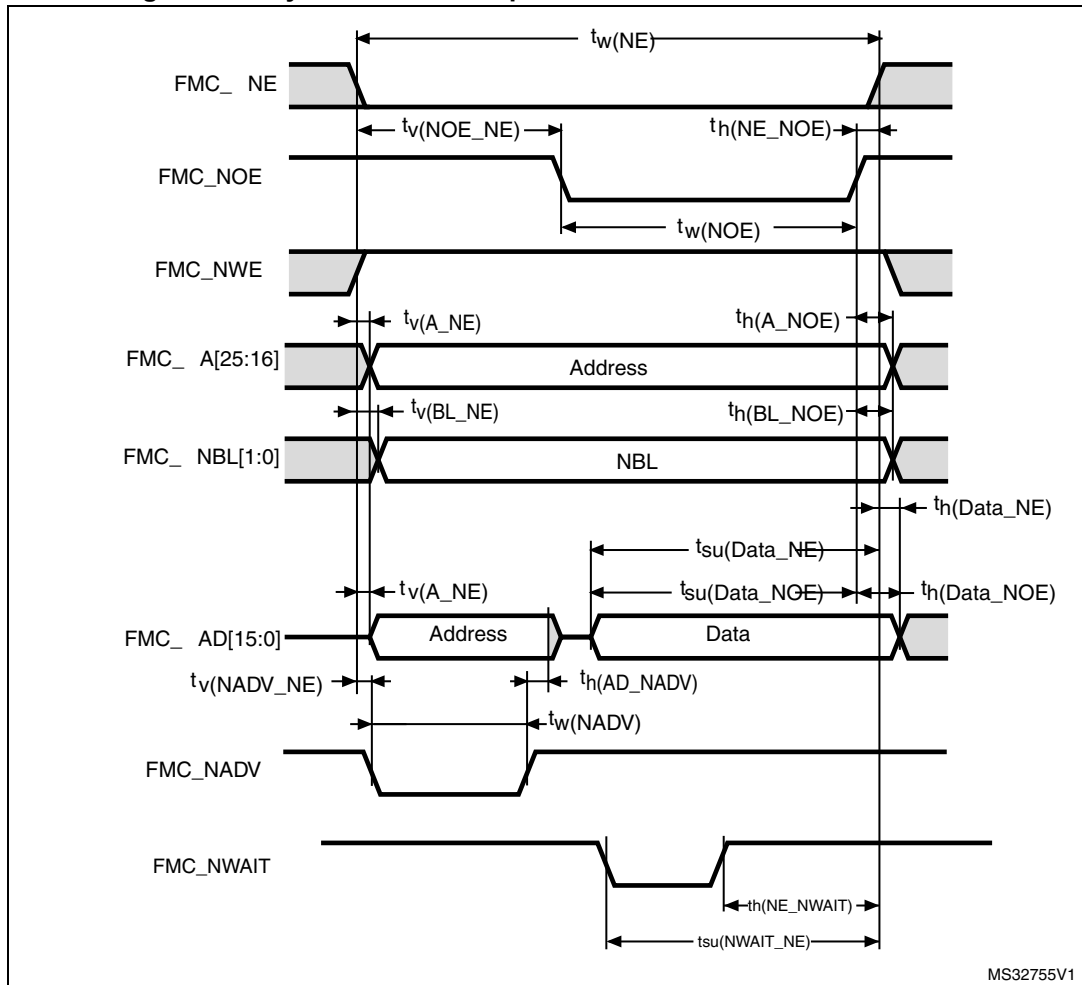 tw(NE)
FMC_ NE
tv(NOE_NE)
th(NE_NOE)
FMC_NOE
tw(NOE)
FMC_NWE
tv(A_NE)
th(A_NOE)
FMC_ A[25:16]
Address
tv(BL_NE)
th(BL_NOE)
FMC_ NBL[1:0]
NBL
th(Data_NE)
tsu(Data_NE)
tv(A_NE)
tsu(Data_NOE)
th(Data_NOE)
FMC_ AD[15:0]
Address
Data
tv(NADV_NE)
th(AD_NADV)
tw(NADV)
FMC_NADV
FMC_NWAIT
th(NE_NWAIT)
tsu(NWAIT_NE)
MS32755V1